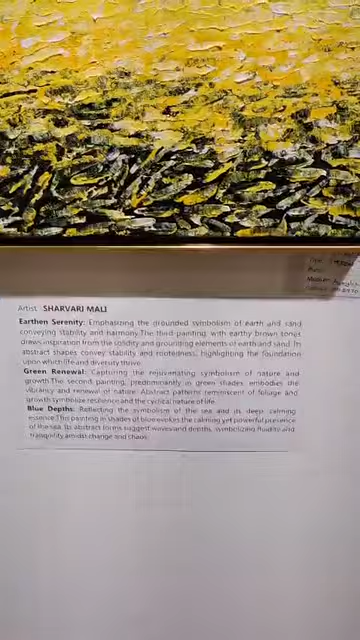 Artist: SHARVARI MALI
Earthen Serenity: Emphasizing the grounded symbolism of earth and sand
conveying stability and harmony.The third painting, with earthy brown tones
draws inspiration from the solidity and grounding elements of earth and sand. Its
abstract shapes convey stability and rootedness, highlighting the foundation
upon which life and diversity thrive.
Green Renewal: Capturing the rejuvenating symbolism of nature and
growth.The second painting, predominantly in green shades, embodies the
vibrancy and renewal of nature. Abstract patterns reminiscent of foliage and
growth symbolize resilience and the cyclical nature of life.
Blue Depths: Reflecting the symbolism of the sea and its deep, calming
essence.This painting in shades of blue evokes the calming yet powerful presence
of the sea. Its abstract forms suggest waves and depths, symbolizing fluidity and
tranquility amidst change and chaos.